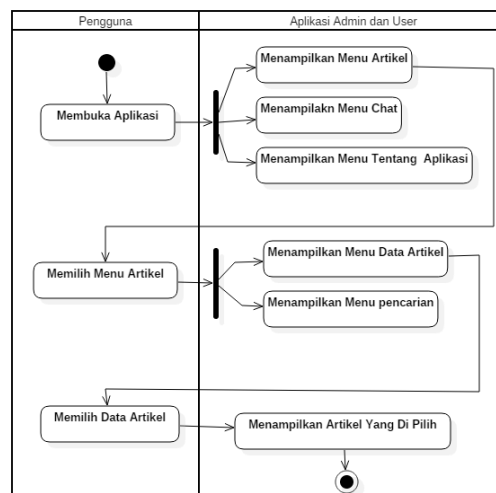 Pengguna
Aplikasi Admin dan User
Menampilkan Menu Artikel
Membuka Aplikasi
Menampilakn Menu Chat
Menampilkan Menu Tentang Aplikasi
Memilih Menu Artikel
Menampilkan Menu Data Artikel
Menampilkan Menu pencarian
Memilih Data Artikel
Menampilkan Artikel Yang Di Pilih